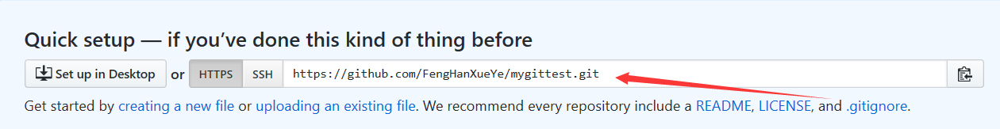 Quick setup — if you’ve done this kind of thing before
Set up in Desktop or HTTPS SSH https://github.com/FengHanXueYe/mygittest.git
Get started by creating a new file or uploading an existing file. We recommend every repository include a README, LICENSE, and .gitignore.